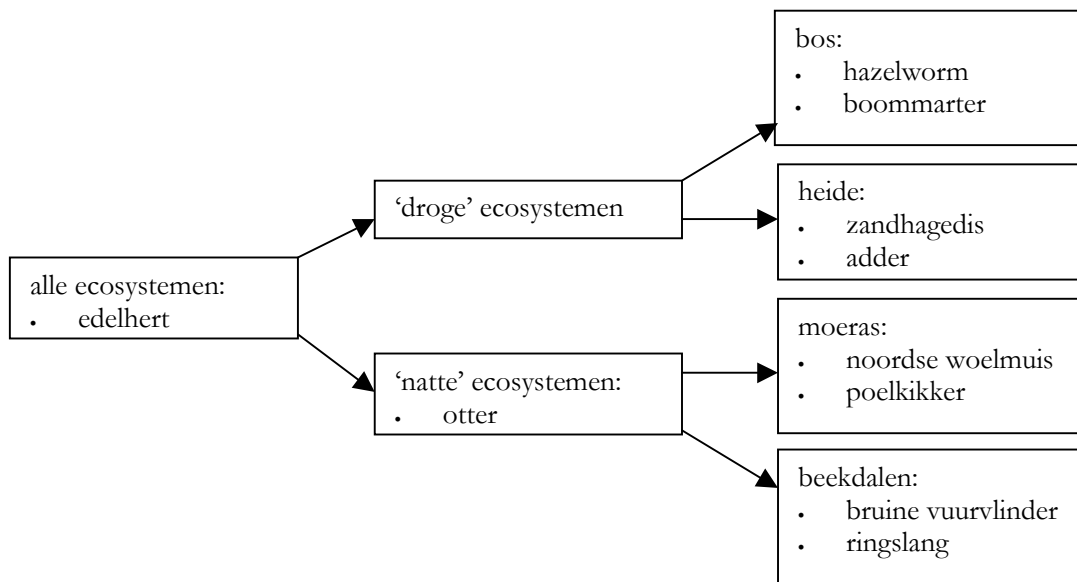 alle ecosystemen:
• edelhert
‘droge’ ecosystemen
‘natte’ ecosystemen:
• otter
bos:
• hazelworm
• boommarter
heide:
• zandhagedis
• adder
moeras:
• noordse woelmuis
• poelkikker
beekdalen:
• bruine vuurvlinder
• ringslang